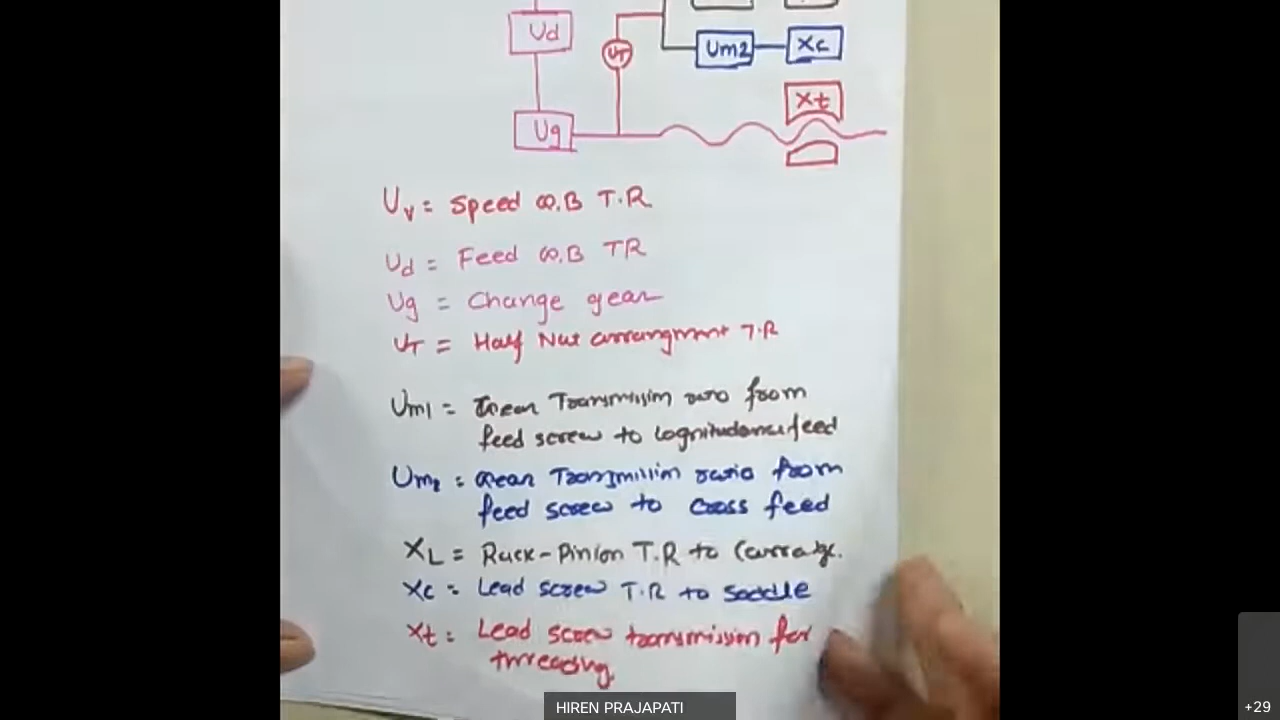 Ud
UT
Um2
Xc
Xt
Ug
Uv = Speed G.B T.R
Ud = Feed G.B TR
Ug = Change gear
UT = Half Nut arrangment T.R
Um1 = Gear Transmission ratio from
feed screw to feed
Um2 = Gear Transmission ratio from
feed screw to cross feed
XL = Rack-Pinion T.R to Carraige.
Xc = Lead screw T.R to saddle
Xt = Lead screw transmission for
threading.
HIREN PRAJAPATI
+29